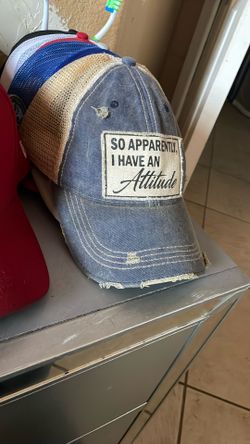 SO APPARENTLY,
I HAVE AN
Attitude